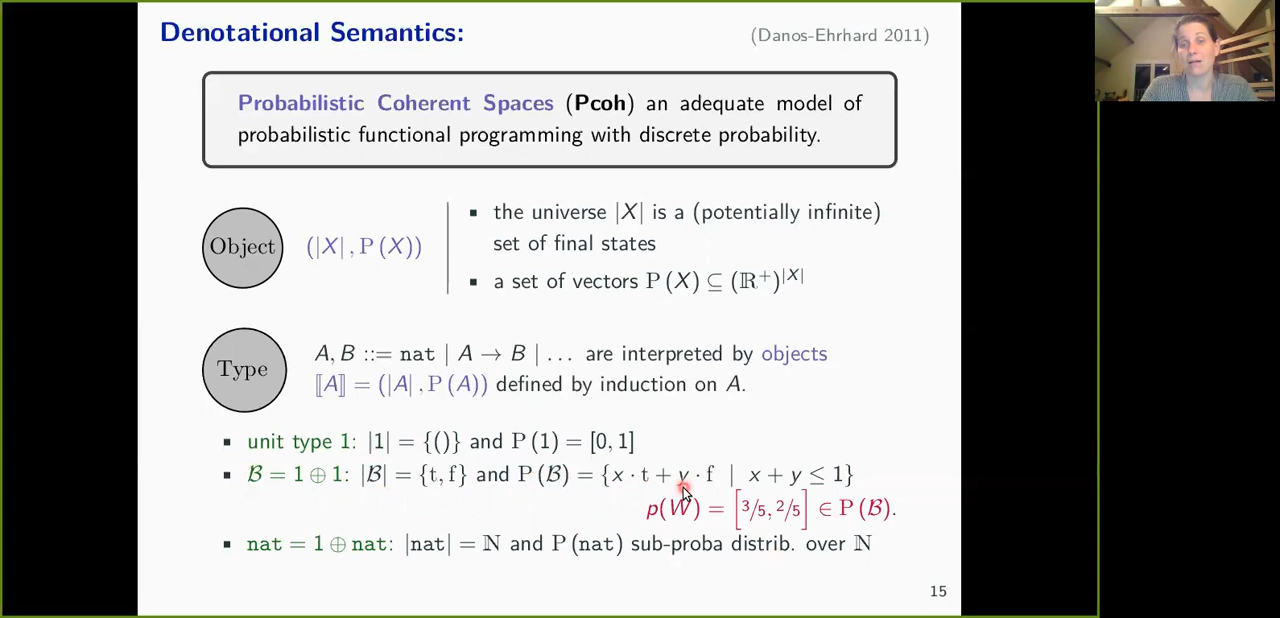 Denotational Semantics:
(Danos-Ehrhard 2011)
Probabilistic Coherent Spaces (Pcoh) an adequate model of
probabilistic functional programming with discrete probability.
Object
(|X|, P (X))
▪ the universe |X| is a (potentially infinite)
set of final states
▪ a set of vectors P (X) ⊆ (ℝ⁺)^|X|
Type
A, B ::= nat | A → B | ... are interpreted by objects
⟦A⟧ = (|A|, P (A)) defined by induction on A.
▪ unit type 1: |1| = {()} and P (1) = [0, 1]
▪ ℬ = 1 ⊕ 1: |ℬ| = {t, f} and P (ℬ) = {x · t + y · f | x + y ≤ 1}
p(W) = [3/5, 2/5] ∈ P (ℬ).
▪ nat = 1 ⊕ nat: |nat| = ℕ and P (nat) sub-proba distrib. over ℕ
15